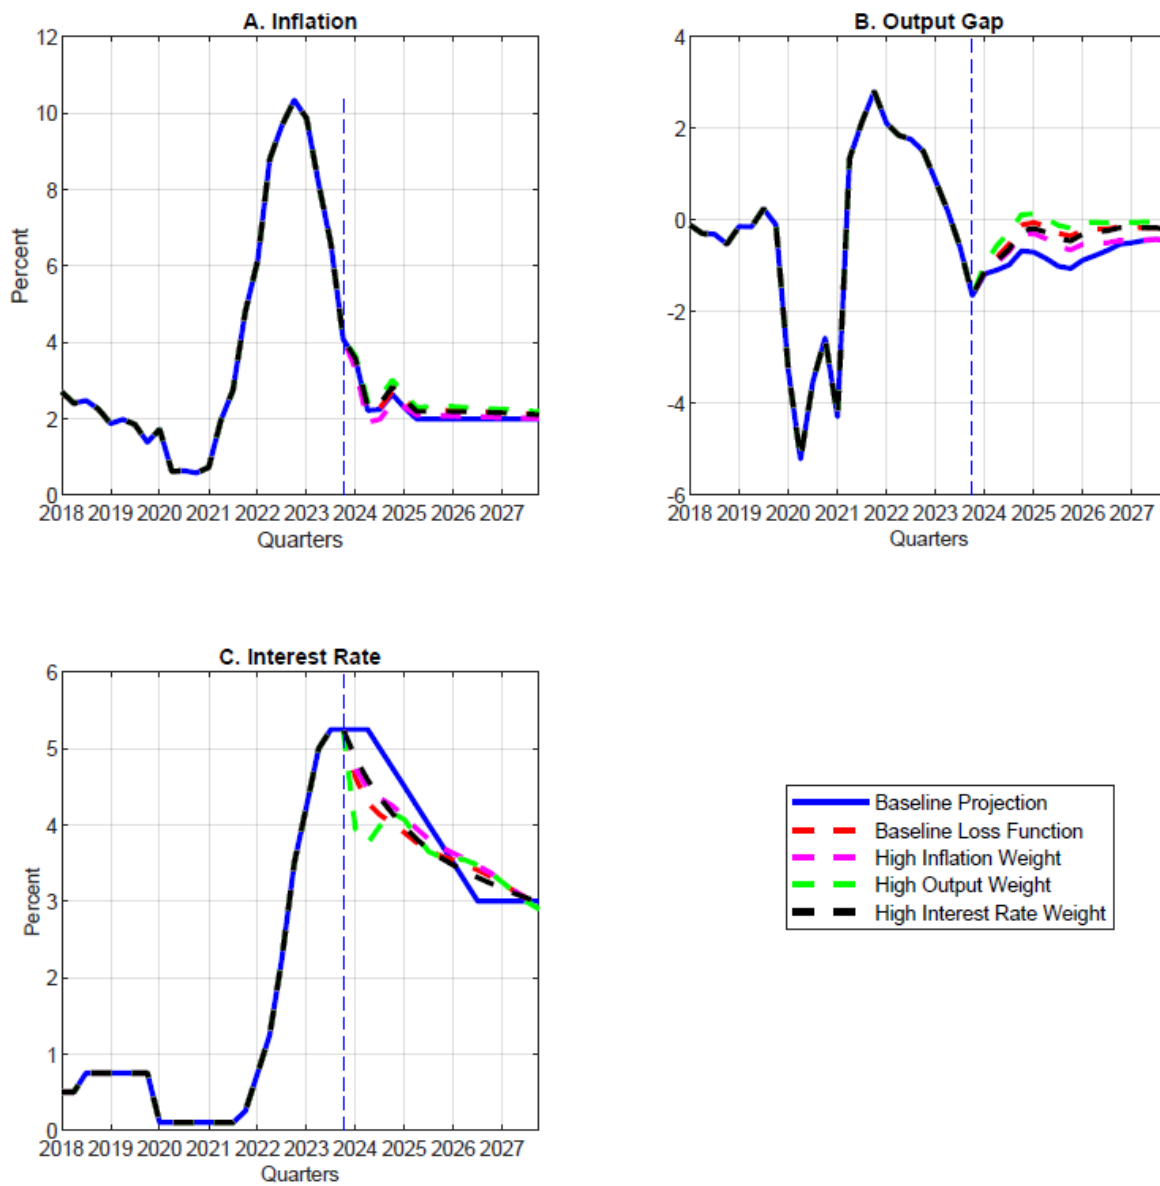 A. Inflation
12
10
8
6
4
2
0
Percent
2018 2019 2020 2021 2022 2023 2024 2025 2026 2027
Quarters
B. Output Gap
4
2
0
-2
-4
-6
2018 2019 2020 2021 2022 2023 2024 2025 2026 2027
Quarters
C. Interest Rate
6
5
4
3
2
1
0
Percent
2018 2019 2020 2021 2022 2023 2024 2025 2026 2027
Quarters
Baseline Projection
Baseline Loss Function
High Inflation Weight
High Output Weight
High Interest Rate Weight